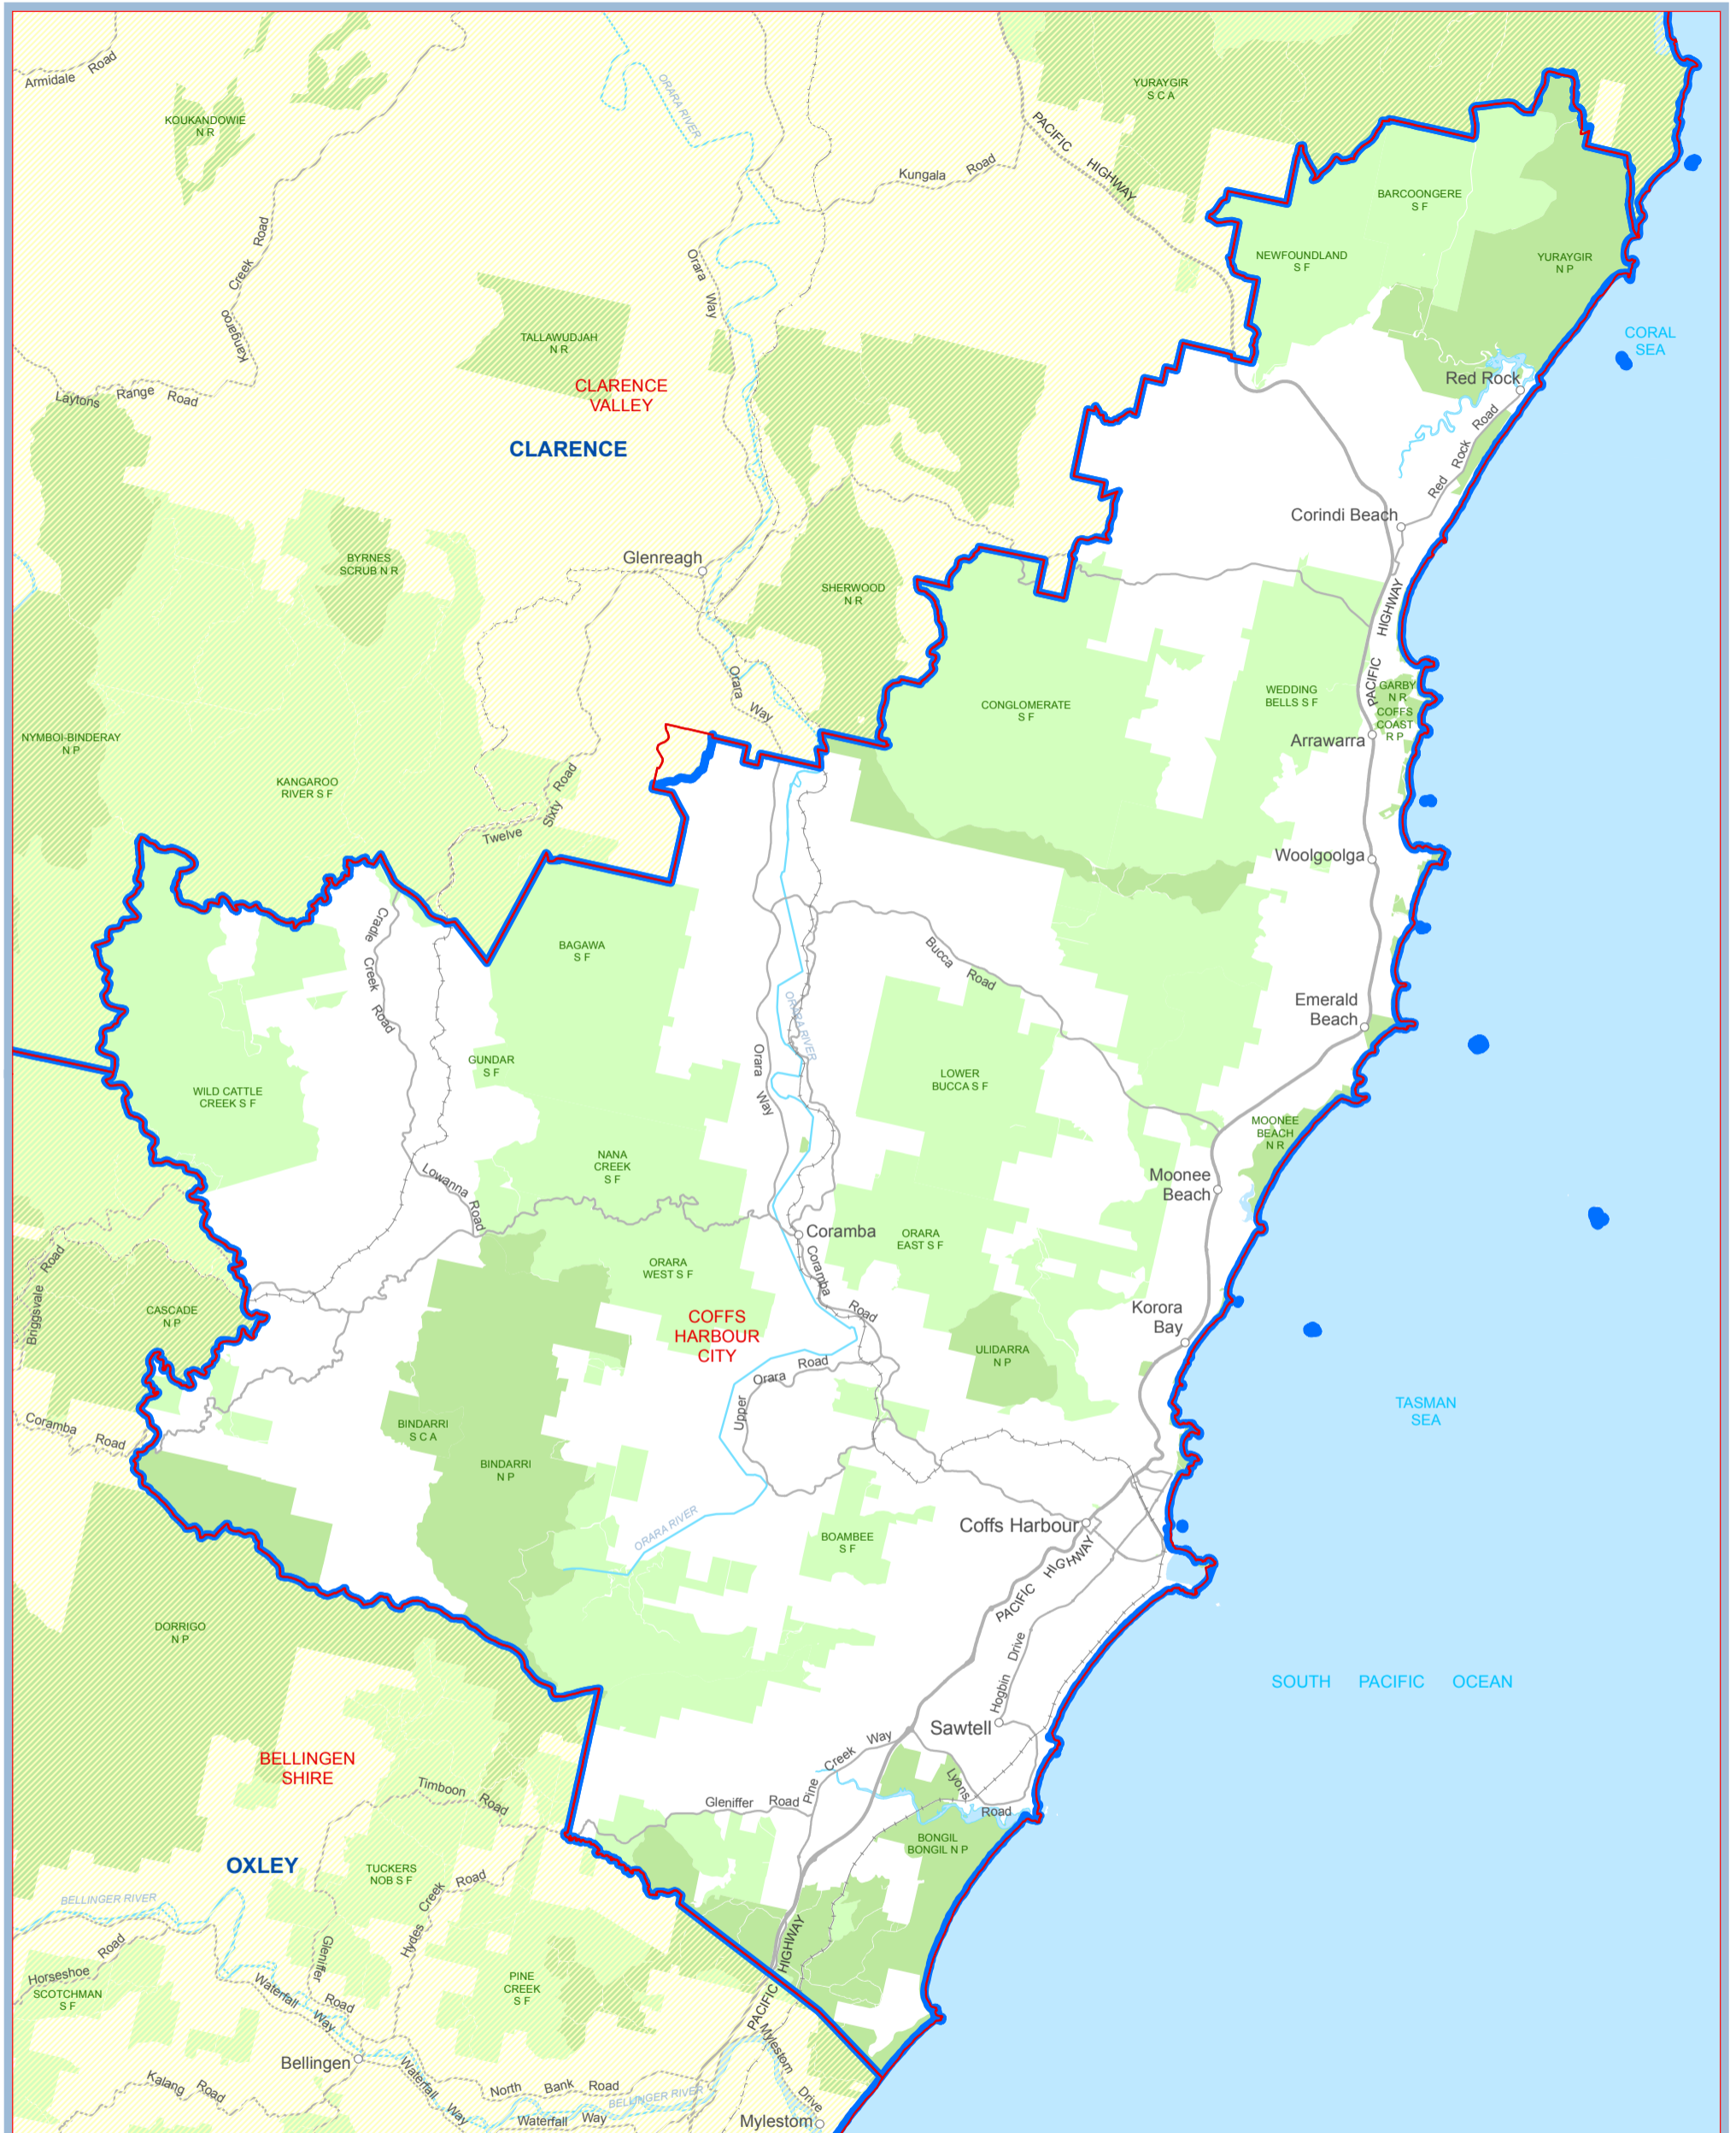 Armidale Road
KOUKANDOWIE
N R
ORARA RIVER
YURAYGIR
S C A
PACIFIC HIGHWAY
Kungala Road
BARCOONGERE
S F
NEWFOUNDLAND
S F
YURAYGIR
N P
Kangaroo Creek Road
Orara Way
TALLAWUDJAH
N R
CLARENCE
VALLEY
CLARENCE
Laytons Range Road
CORAL
SEA
Red Rock
Red Rock Road
Corindi Beach
BYRNES
SCRUB N R
Glenreagh
SHERWOOD
N R
PACIFIC HIGHWAY
Orara Way
CONGLOMERATE
S F
WEDDING
BELLS S F
GARBY
N R
COFFS
COAST
R P
Arrawarra
NYMBOI-BINDERAY
N P
KANGAROO
RIVER S F
Twelve Sixty Road
Woolgoolga
Cradle Creek Road
BAGAWA
S F
Bucca Road
ORARA RIVER
Emerald
Beach
Orara Way
GUNDAR
S F
LOWER
BUCCA S F
WILD CATTLE
CREEK S F
MOONEE
BEACH
N R
NANA
CREEK
S F
Moonee
Beach
Lowanna Road
Coramba
ORARA
EAST S F
ORARA
WEST S F
Coramba Road
Briggsvale Road
CASCADE
N P
COFFS
HARBOUR
CITY
Korora
Bay
ULIDARRA
N P
Upper Orara Road
TASMAN
SEA
Coramba Road
BINDARRI
S C A
BINDARRI
N P
ORARA RIVER
BOAMBEE
S F
Coffs Harbour
PACIFIC HIGHWAY
DORRIGO
N P
Hogbin Drive
SOUTH PACIFIC OCEAN
Sawtell
BELLINGEN
SHIRE
Pine Creek Way
Timboon Road
Gleniffer Road
Lyons Road
BONGIL
BONGIL N P
OXLEY
TUCKERS
NOB S F
BELLINGER RIVER
Hydes Creek Road
Gleniffer Road
PACIFIC HIGHWAY
Horseshoe Road
SCOTCHMAN
S F
PINE
CREEK
S F
Waterfall Way
Bellingen
Mylestom Drive
Kalang Road
Waterfall Way
North Bank Road
BELLINGER RIVER
Waterfall Way
Mylestom